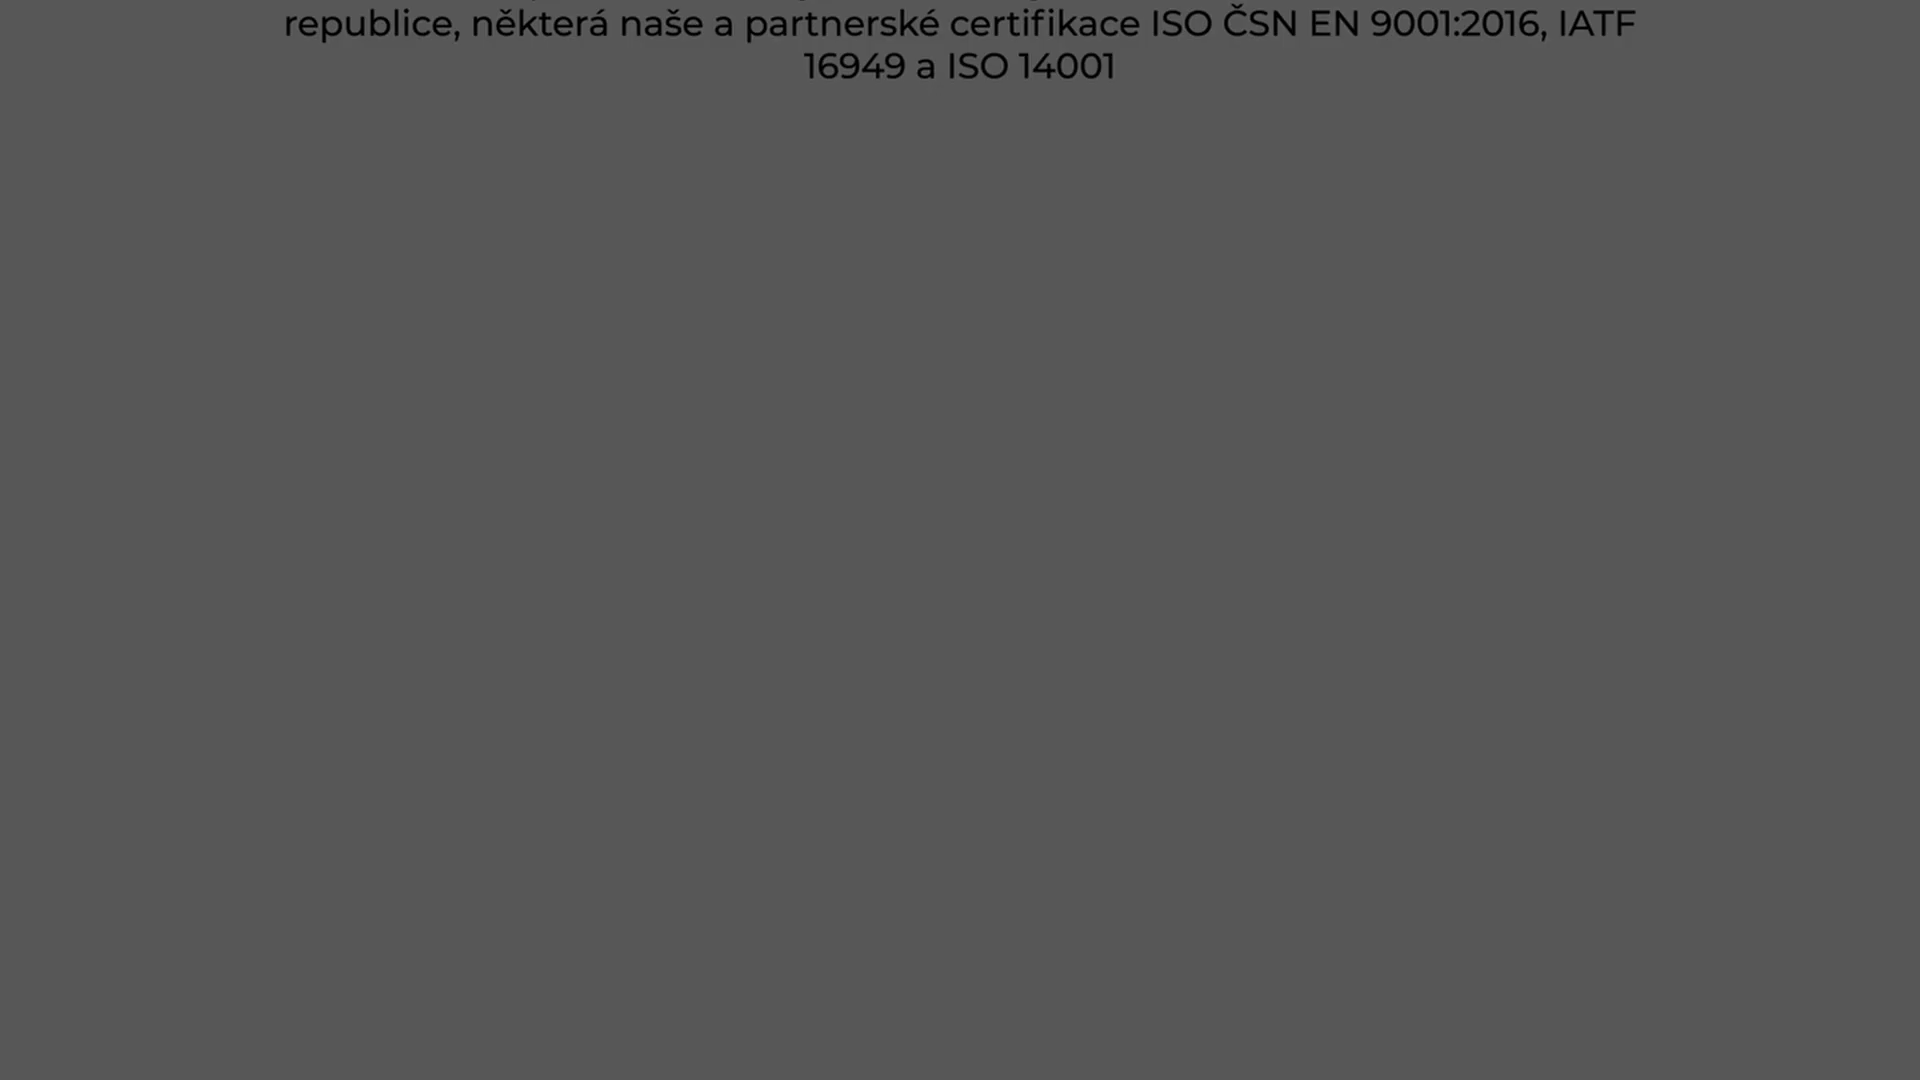 republice, některá naše a partnerské certifikace ISO ČSN EN 9001:2016, IATF
16949 a ISO 14001